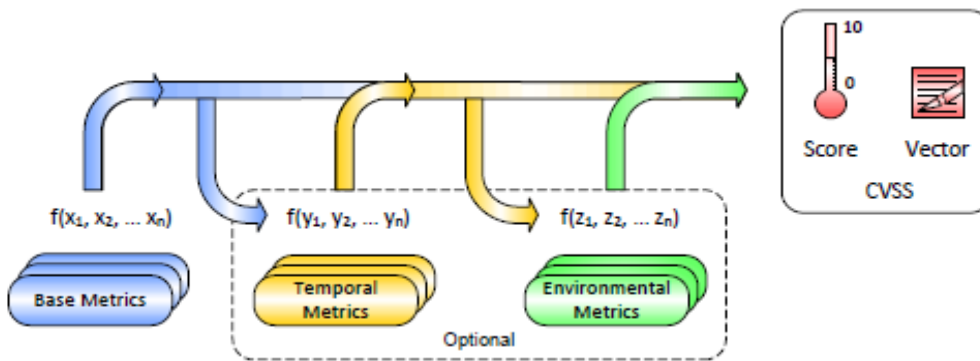 10
0
Score Vector
CVSS
f(x₁, x₂, ... xₙ) f(y₁, y₂, ... yₙ) f(z₁, z₂, ... zₙ)
Base Metrics
Temporal
Metrics
Environmental
Metrics
Optional